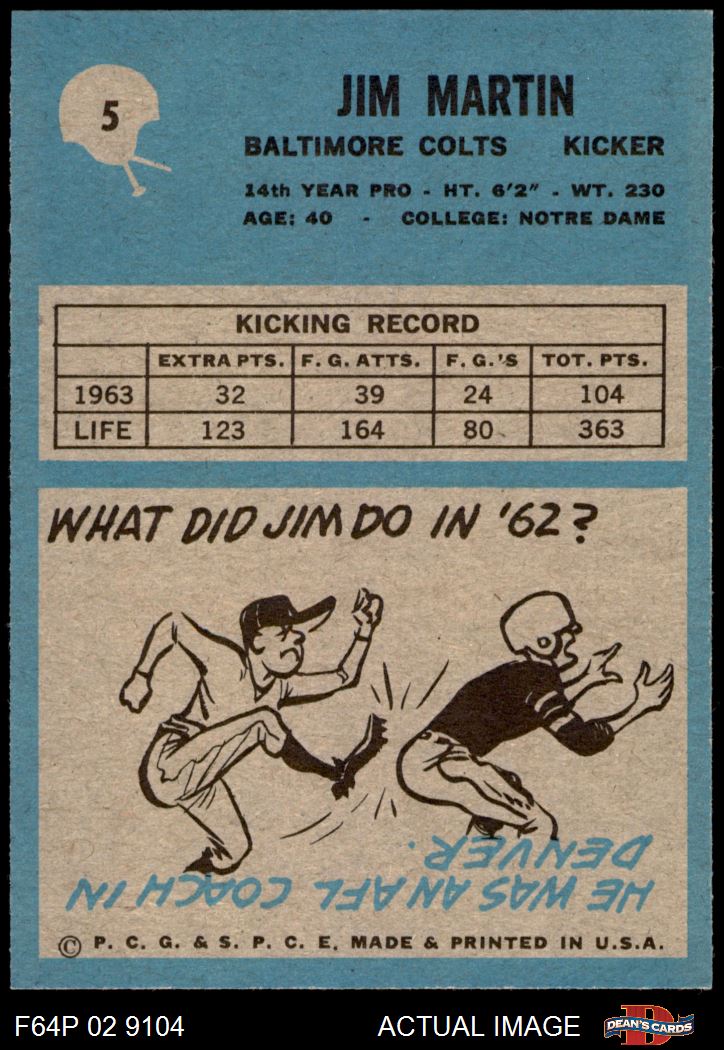 5
JIM MARTIN
BALTIMORE COLTS KICKER
14th YEAR PRO - HT. 6'2" - WT. 230
AGE: 40 - COLLEGE: NOTRE DAME
KICKING RECORD
EXTRA PTS. F. G. ATTS. F. G.'S TOT. PTS.
1963 32 39 24 104
LIFE 123 164 80 363
WHAT DID JIM DO IN '62?
HE WAS AN AFL COACH IN
DENVER.
© P. C. G. & S. P. C. E. MADE & PRINTED IN U.S.A.
F64P 02 9104 ACTUAL IMAGE D DEAN'S CARDS